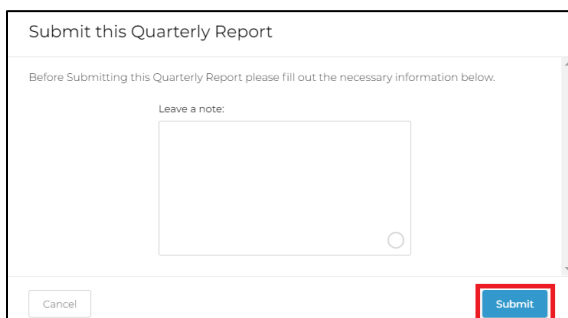 Submit this Quarterly Report
Before Submitting this Quarterly Report please fill out the necessary information below.
Leave a note:
Cancel
Submit